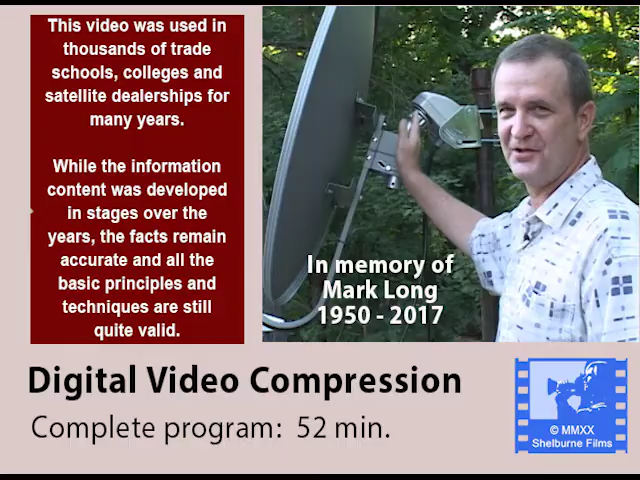 This video was used in
thousands of trade
schools, colleges and
satellite dealerships for
many years.
While the information
content was developed
in stages over the
years, the facts remain
accurate and all the
basic principles and
techniques are still
quite valid.
In memory of
Mark Long
1950 - 2017
Digital Video Compression
Complete program: 52 min.
© MMXX
Shelburne Films